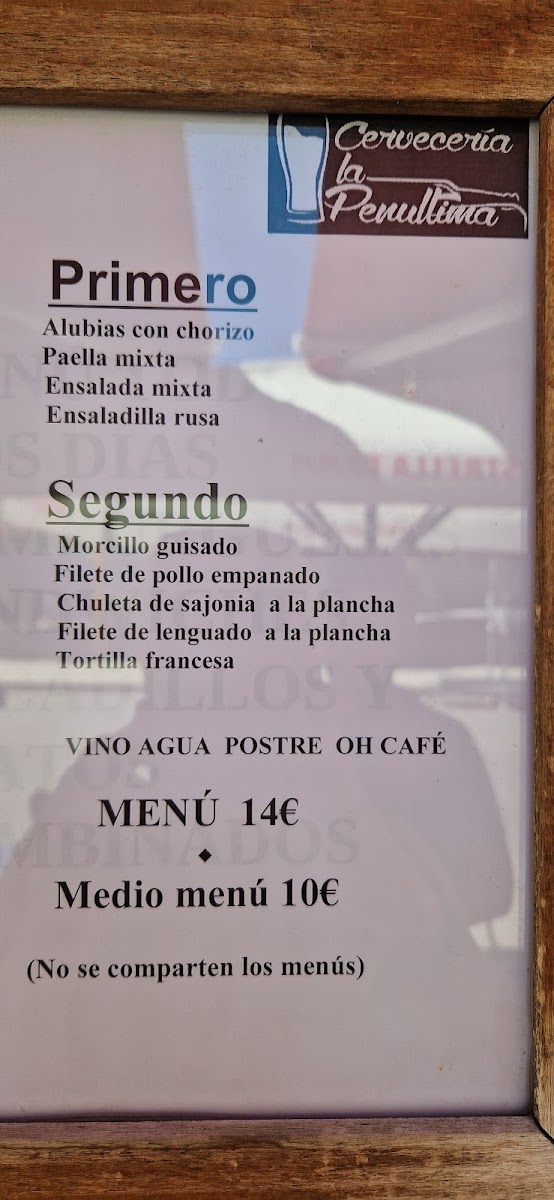 Cervecería
la
Penultima
Primero
Alubias con chorizo
Paella mixta
Ensalada mixta
Ensaladilla rusa
Segundo
Morcillo guisado
Filete de pollo empanado
Chuleta de sajonia a la plancha
Filete de lenguado a la plancha
Tortilla francesa
VINO AGUA POSTRE OH CAFÉ
MENÚ 14€
Medio menú 10€
(No se comparten los menús)